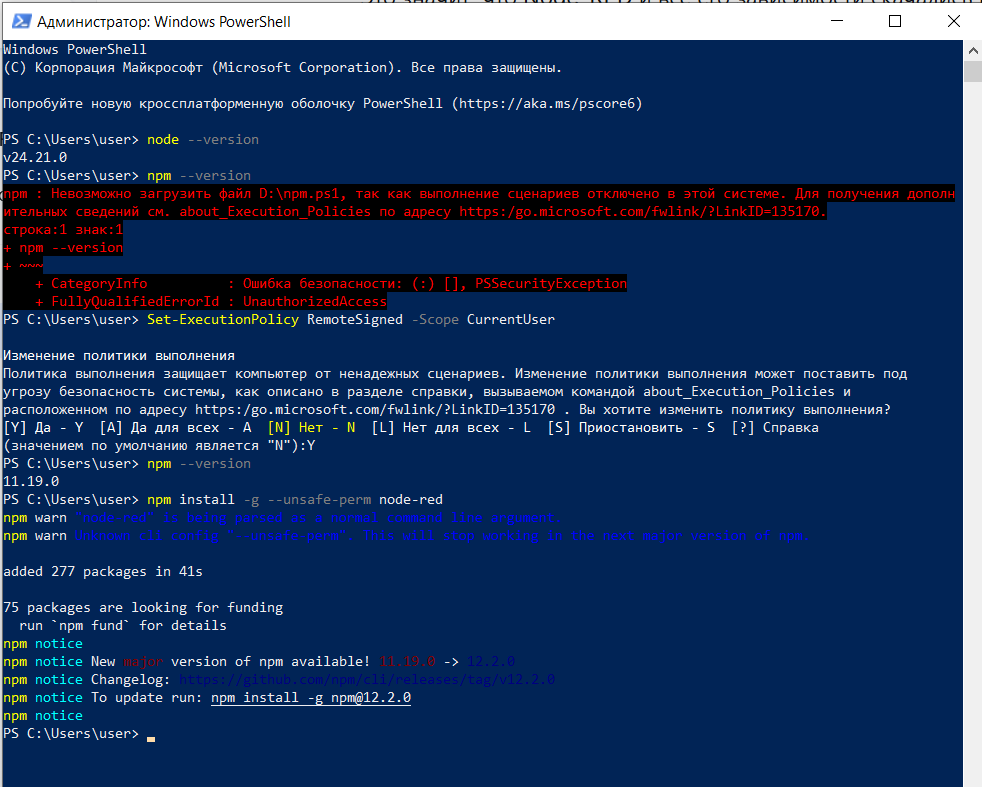 Администратор: Windows PowerShell
Windows PowerShell
(C) Корпорация Майкрософт (Microsoft Corporation). Все права защищены.
Попробуйте новую кроссплатформенную оболочку PowerShell (https://aka.ms/pscore6)
PS C:\Users\user> node --version
v24.21.0
PS C:\Users\user> npm --version
npm : Невозможно загрузить файл D:\npm.ps1, так как выполнение сценариев отключено в этой системе. Для получения дополн
ительных сведений см. about_Execution_Policies по адресу https:/go.microsoft.com/fwlink/?LinkID=135170.
строка:1 знак:1
+ npm --version
+ ~~~
+ CategoryInfo : Ошибка безопасности: (:) [], PSSecurityException
+ FullyQualifiedErrorId : UnauthorizedAccess
PS C:\Users\user> Set-ExecutionPolicy RemoteSigned -Scope CurrentUser
Изменение политики выполнения
Политика выполнения защищает компьютер от ненадежных сценариев. Изменение политики выполнения может поставить под
угрозу безопасность системы, как описано в разделе справки, вызываемом командой about_Execution_Policies и
расположенном по адресу https:/go.microsoft.com/fwlink/?LinkID=135170 . Вы хотите изменить политику выполнения?
[Y] Да - Y [A] Да для всех - A [N] Нет - N [L] Нет для всех - L [S] Приостановить - S [?] Справка
(значением по умолчанию является "N"):Y
PS C:\Users\user> npm --version
11.19.0
PS C:\Users\user> npm install -g --unsafe-perm node-red
npm warn "node-red" is being parsed as a normal command line argument.
npm warn Unknown cli config "--unsafe-perm". This will stop working in the next major version of npm.
added 277 packages in 41s
75 packages are looking for funding
run `npm fund` for details
npm notice
npm notice New major version of npm available! 11.19.0 -> 12.2.0
npm notice Changelog: https://github.com/npm/cli/releases/tag/v12.2.0
npm notice To update run: npm install -g npm@12.2.0
npm notice
PS C:\Users\user>